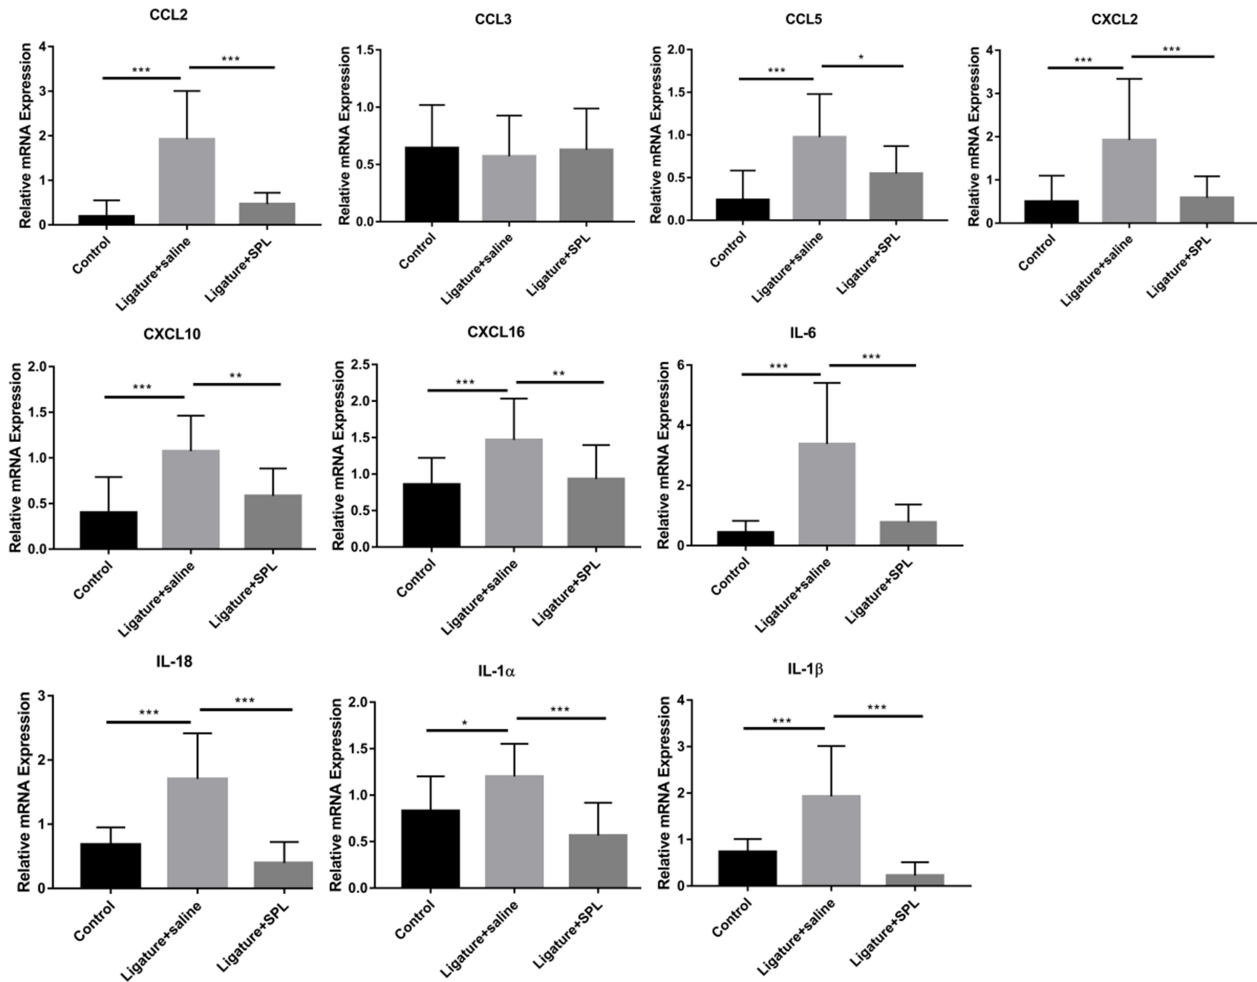 CCL2
Relative mRNA Expression
4
3
2
1
0
***
***
Control
Ligature+saline
Ligature+SPL
CCL3
Relative mRNA Expression
1.5
1.0
0.5
0.0
Control
Ligature+saline
Ligature+SPL
CCL5
Relative mRNA Expression
2.0
1.5
1.0
0.5
0.0
***
*
Control
Ligature+saline
Ligature+SPL
CXCL2
Relative mRNA Expression
4
3
2
1
0
***
***
Control
Ligature+saline
Ligature+SPL
CXCL10
Relative mRNA Expression
2.0
1.5
1.0
0.5
0.0
***
**
Control
Ligature+saline
Ligature+SPL
CXCL16
Relative mRNA Expression
2.5
2.0
1.5
1.0
0.5
0.0
***
**
Control
Ligature+saline
Ligature+SPL
IL-6
Relative mRNA Expression
6
4
2
0
***
***
Control
Ligature+saline
Ligature+SPL
IL-18
Relative mRNA Expression
3
2
1
0
***
***
Control
Ligature+saline
Ligature+SPL
IL-1α
Relative mRNA Expression
2.0
1.5
1.0
0.5
0.0
*
***
Control
Ligature+saline
Ligature+SPL
IL-1β
Relative mRNA Expression
4
3
2
1
0
***
***
Control
Ligature+saline
Ligature+SPL